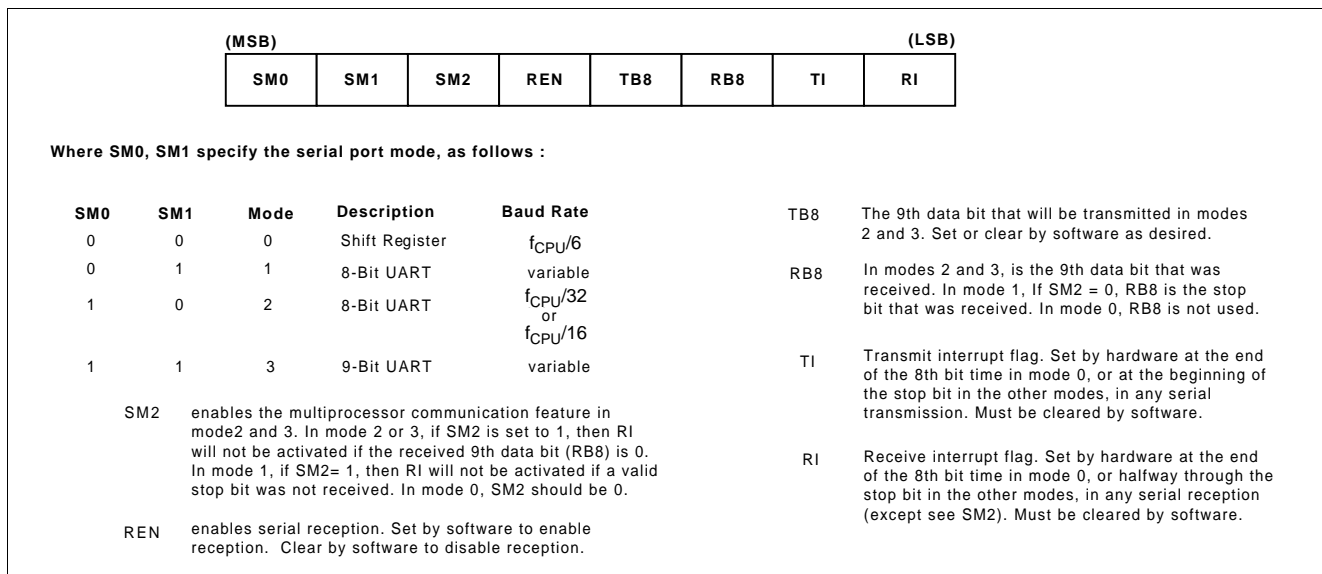 (MSB) (LSB)
SM0 SM1 SM2 REN TB8 RB8 TI RI
Where SM0, SM1 specify the serial port mode, as follows :
SM0 SM1 Mode Description Baud Rate
0 0 0 Shift Register fCPU/6
0 1 1 8-Bit UART variable
1 0 2 8-Bit UART fCPU/32
or
fCPU/16
1 1 3 9-Bit UART variable
SM2 enables the multiprocessor communication feature in
mode2 and 3. In mode 2 or 3, if SM2 is set to 1, then RI
will not be activated if the received 9th data bit (RB8) is 0.
In mode 1, if SM2= 1, then RI will not be activated if a valid
stop bit was not received. In mode 0, SM2 should be 0.
REN enables serial reception. Set by software to enable
reception. Clear by software to disable reception.
TB8 The 9th data bit that will be transmitted in modes
2 and 3. Set or clear by software as desired.
RB8 In modes 2 and 3, is the 9th data bit that was
received. In mode 1, If SM2 = 0, RB8 is the stop
bit that was received. In mode 0, RB8 is not used.
TI Transmit interrupt flag. Set by hardware at the end
of the 8th bit time in mode 0, or at the beginning of
the stop bit in the other modes, in any serial
transmission. Must be cleared by software.
RI Receive interrupt flag. Set by hardware at the end
of the 8th bit time in mode 0, or halfway through the
stop bit in the other modes, in any serial reception
(except see SM2). Must be cleared by software.